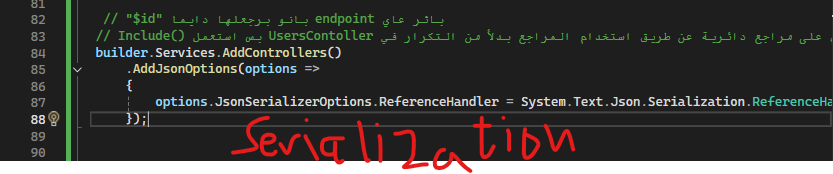 81
82 // باثر عاي endpoint بانو برجعلها دايما "$id"
83 // على مراجع دائرية عن طريق استخدام المراجع بدلاً من التكرار في UsersContoller بس استعمل Include()
84 builder.Services.AddControllers()
85 .AddJsonOptions(options =>
86 {
87 options.JsonSerializerOptions.ReferenceHandler = System.Text.Json.Serialization.ReferenceHa
88 });
89
90
Serialization